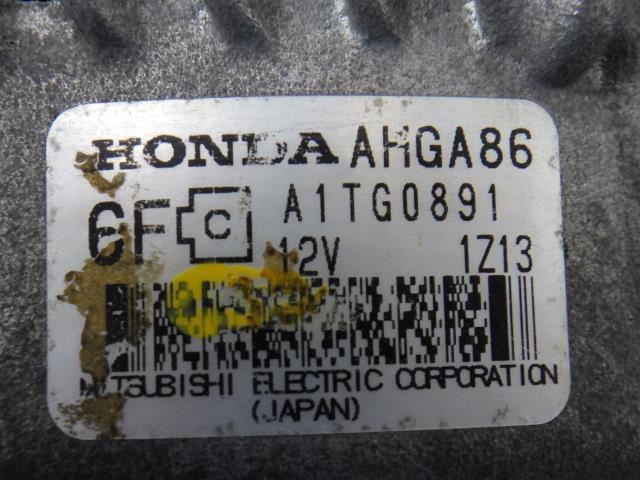 HONDA AHGA86
6F C A1TG0891
12V 1Z13
MITSUBISHI ELECTRIC CORPORATION
(JAPAN)